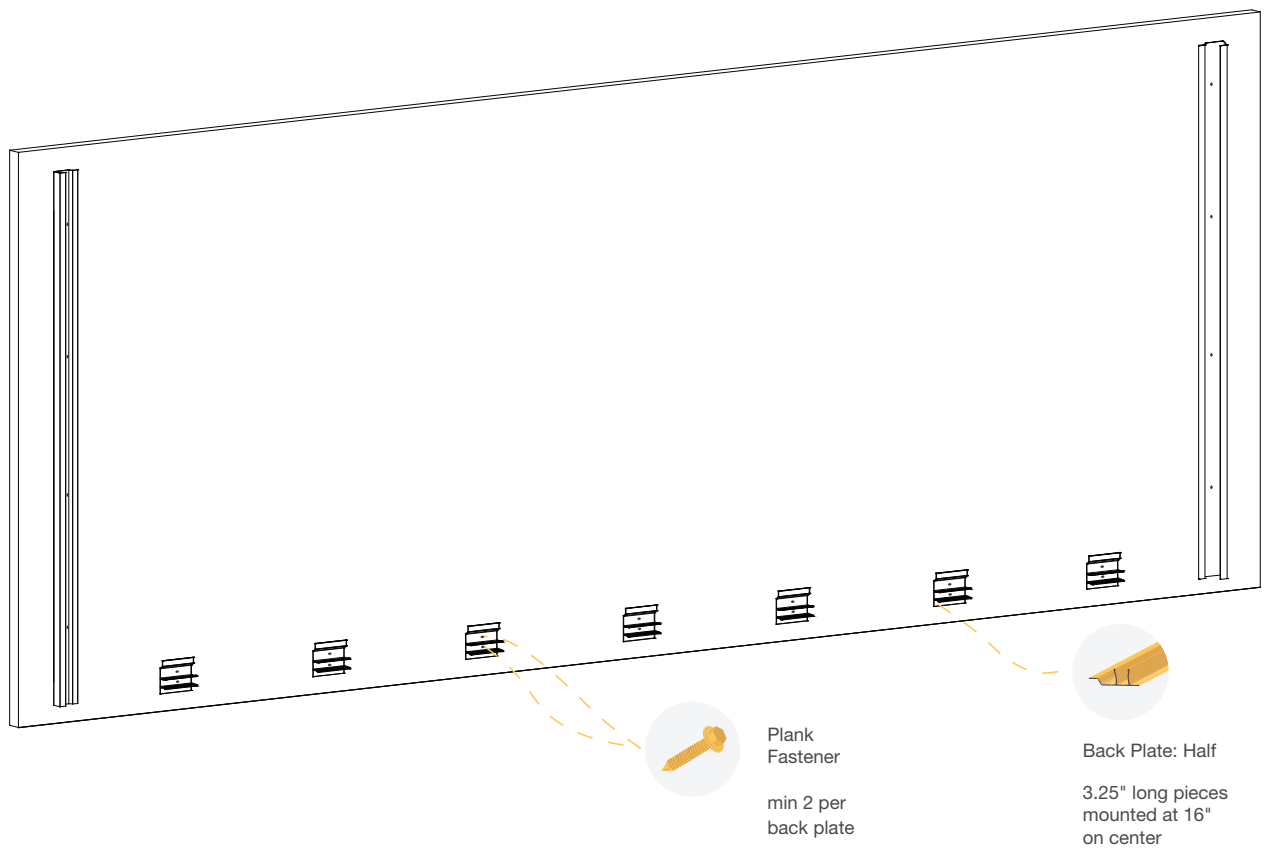 Plank
Fastener
min 2 per
back plate
Back Plate: Half
3.25" long pieces
mounted at 16"
on center